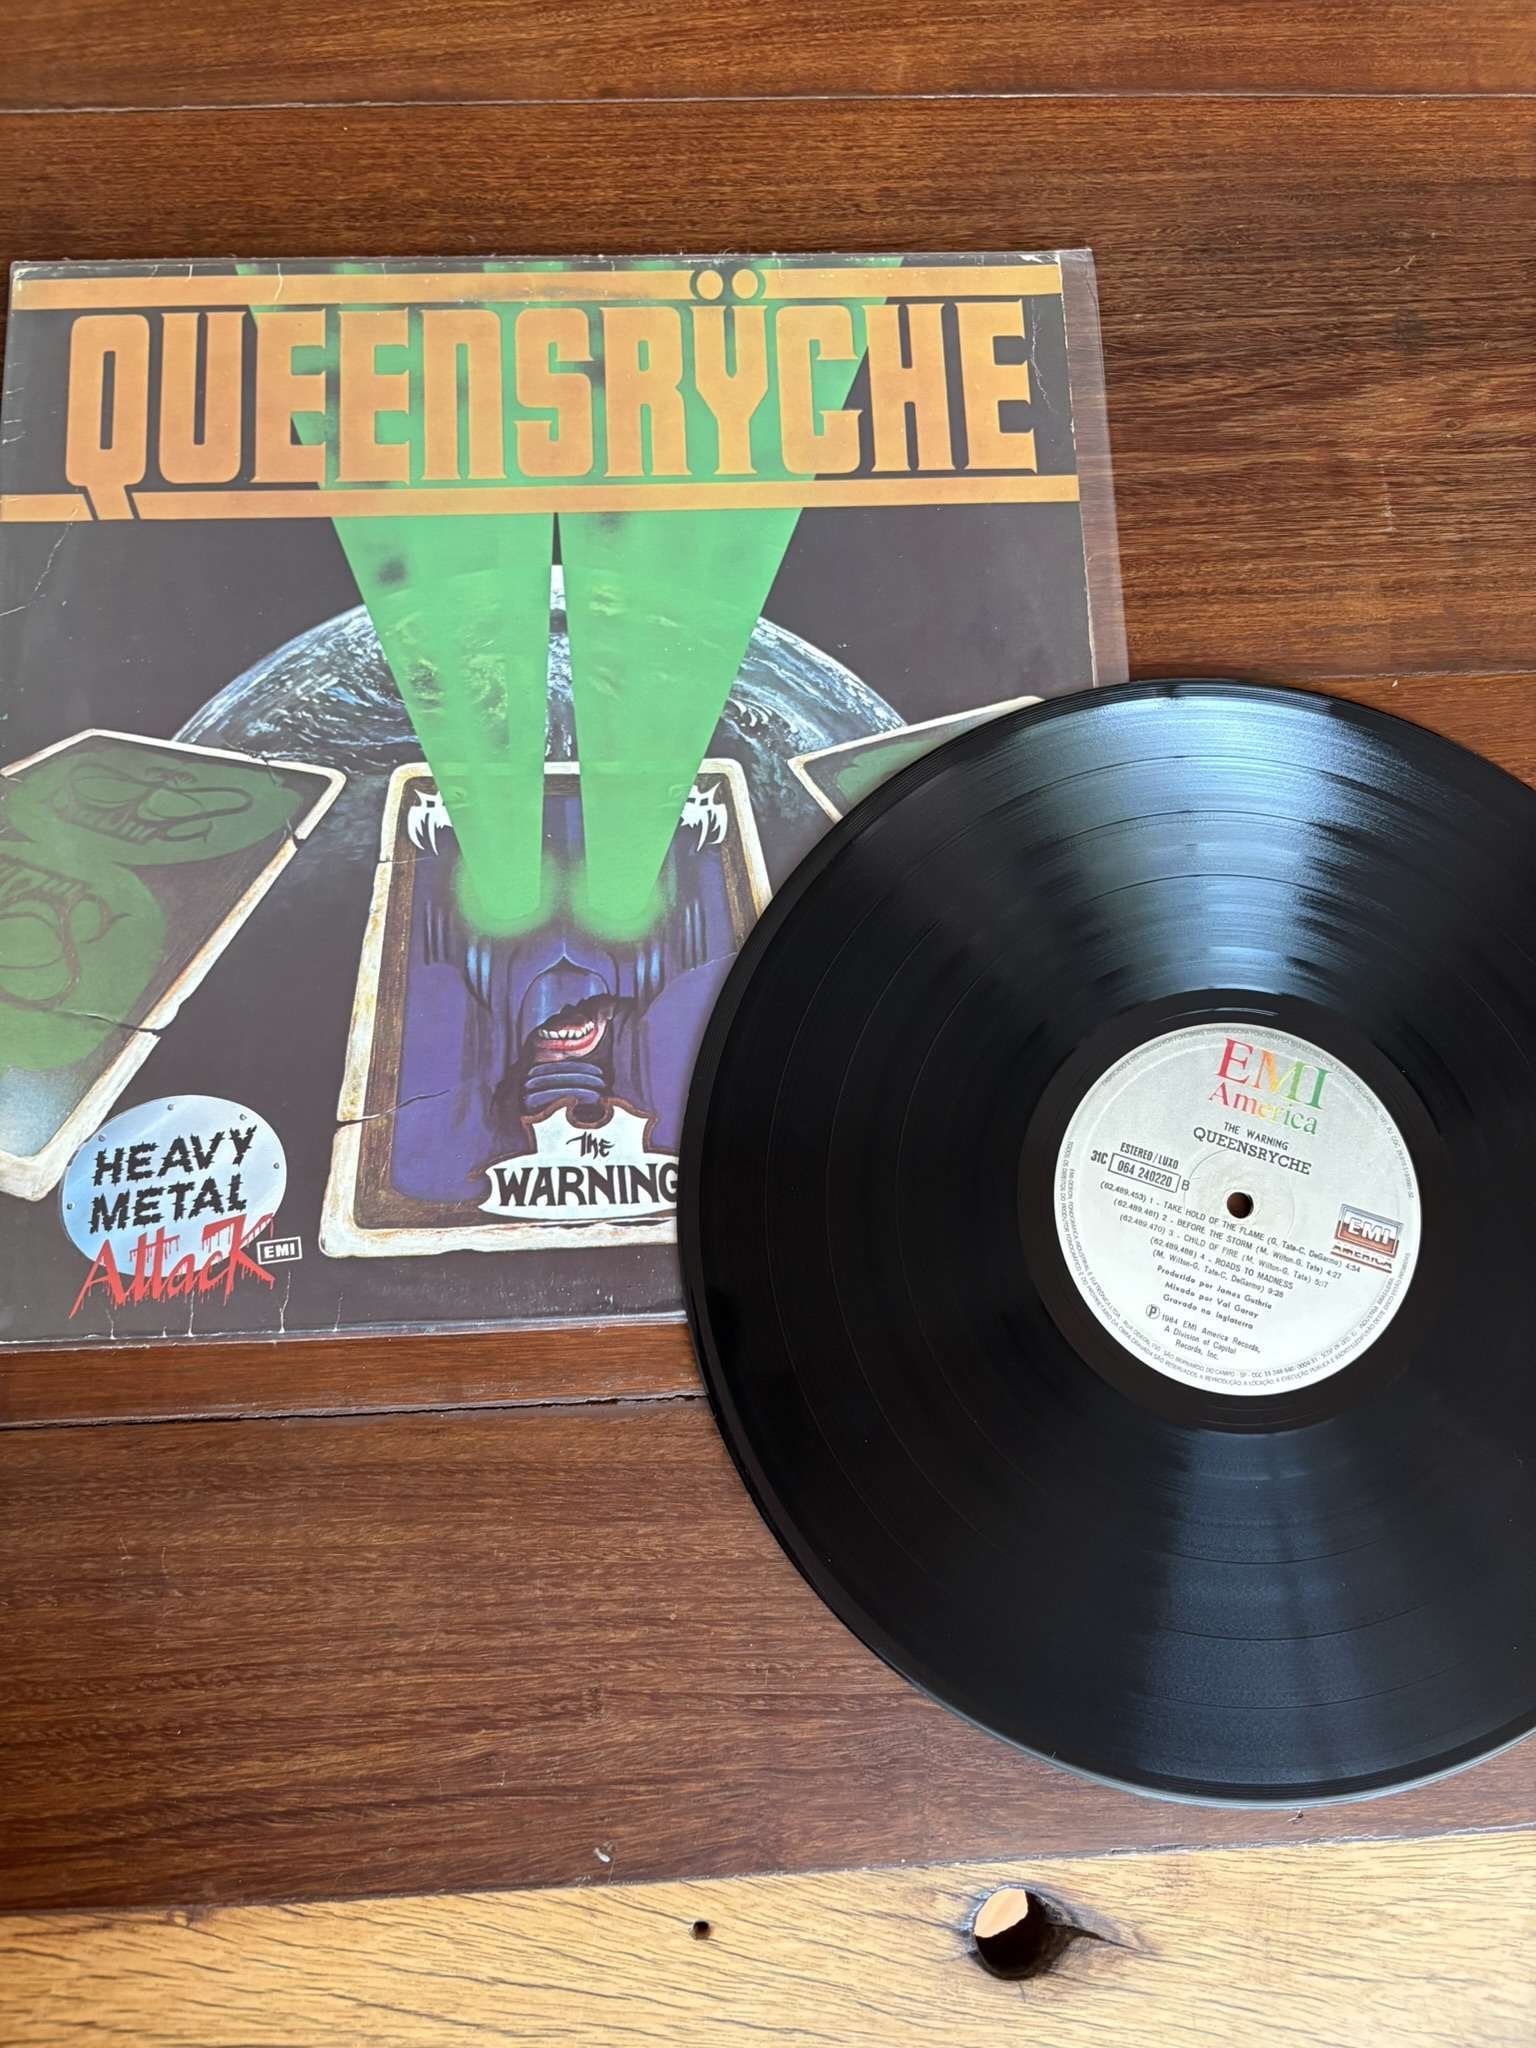 QUEENSRŸCHE
The
WARNING
HEAVY
METAL
Attack
EMI
EMI
America
THE WARNING
QUEENSRYCHE
ESTEREO/LUXO
31C 064 240220 B
(62.489.453) 1 - TAKE HOLD OF THE FLAME (G. Tate-C. DeGarmo) 4:54
(62.489.461) 2 - BEFORE THE STORM (M. Wilton-G. Tate) 4:27
(62.489.470) 3 - CHILD OF FIRE (M. Wilton-G. Tate) 5:17
(62.489.488) 4 - ROADS TO MADNESS
(M. Wilton-G. Tate-C. DeGarmo) 9:28
Produzido por James Guthrie
Mixado por Val Garay
Gravado na Inglaterra
Ⓟ 1984 EMI America Records,
A Division of Capitol
Records, Inc.
EMI
AMERICA